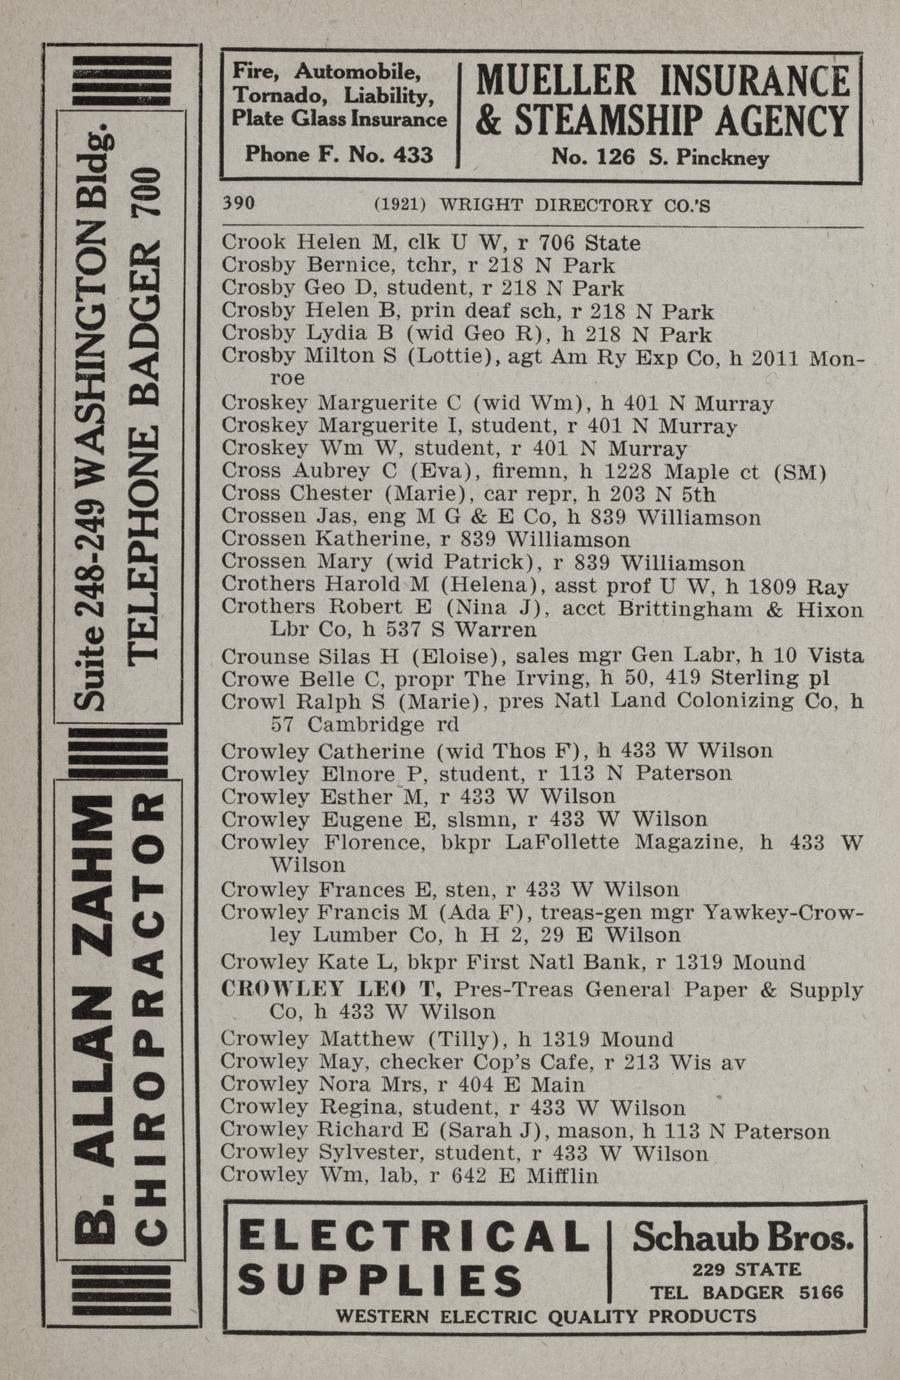 Fire, Automobile,
Tornado, Liability,
Plate Glass Insurance
Phone F. No. 433
MUELLER INSURANCE
& STEAMSHIP AGENCY
No. 126 S. Pinckney
390 (1921) WRIGHT DIRECTORY CO.'S
Crook Helen M, clk U W, r 706 State
Crosby Bernice, tchr, r 218 N Park
Crosby Geo D, student, r 218 N Park
Crosby Helen B, prin deaf sch, r 218 N Park
Crosby Lydia B (wid Geo R), h 218 N Park
Crosby Milton S (Lottie), agt Am Ry Exp Co, h 2011 Mon-
roe
Croskey Marguerite C (wid Wm), h 401 N Murray
Croskey Marguerite I, student, r 401 N Murray
Croskey Wm W, student, r 401 N Murray
Cross Aubrey C (Eva), firemn, h 1228 Maple ct (SM)
Cross Chester (Marie), car repr, h 203 N 5th
Crossen Jas, eng M G & E Co, h 839 Williamson
Crossen Katherine, r 839 Williamson
Crossen Mary (wid Patrick), r 839 Williamson
Crothers Harold M (Helena), asst prof U W, h 1809 Ray
Crothers Robert E (Nina J), acct Brittingham & Hixon
Lbr Co, h 537 S Warren
Crounse Silas H (Eloise), sales mgr Gen Labr, h 10 Vista
Crowe Belle C, propr The Irving, h 50, 419 Sterling pl
Crowl Ralph S (Marie), pres Natl Land Colonizing Co, h
57 Cambridge rd
Crowley Catherine (wid Thos F), h 433 W Wilson
Crowley Elnore P, student, r 113 N Paterson
Crowley Esther M, r 433 W Wilson
Crowley Eugene E, slsmn, r 433 W Wilson
Crowley Florence, bkpr LaFollette Magazine, h 433 W
Wilson
Crowley Frances E, sten, r 433 W Wilson
Crowley Francis M (Ada F), treas-gen mgr Yawkey-Crow-
ley Lumber Co, h H 2, 29 E Wilson
Crowley Kate L, bkpr First Natl Bank, r 1319 Mound
CROWLEY LEO T, Pres-Treas General Paper & Supply
Co, h 433 W Wilson
Crowley Matthew (Tilly), h 1319 Mound
Crowley May, checker Cop's Cafe, r 213 Wis av
Crowley Nora Mrs, r 404 E Main
Crowley Regina, student, r 433 W Wilson
Crowley Richard E (Sarah J), mason, h 113 N Paterson
Crowley Sylvester, student, r 433 W Wilson
Crowley Wm, lab, r 642 E Mifflin
ELECTRICAL
SUPPLIES
Schaub Bros.
229 STATE
TEL BADGER 5166
WESTERN ELECTRIC QUALITY PRODUCTS
B. ALLAN ZAHM
CHIROPRACTOR
Suite 248-249 WASHINGTON Bldg.
TELEPHONE BADGER 700